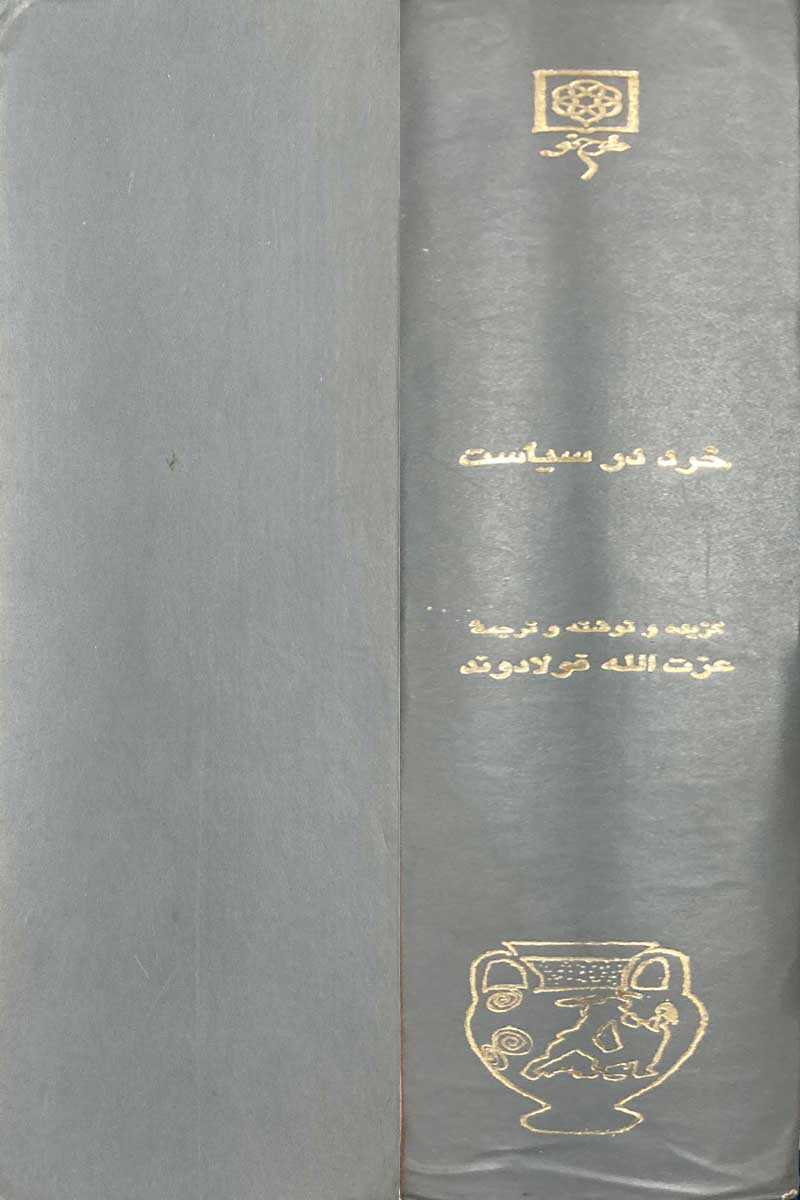 طرح نو
خرد در سیاست
گزیده و نوشته و ترجمهٔ
عزت الله فولادوند